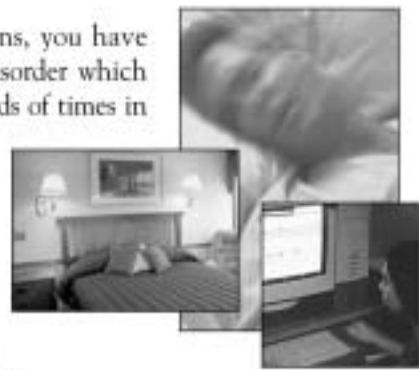 ns, you have
sorder which
ds of times in